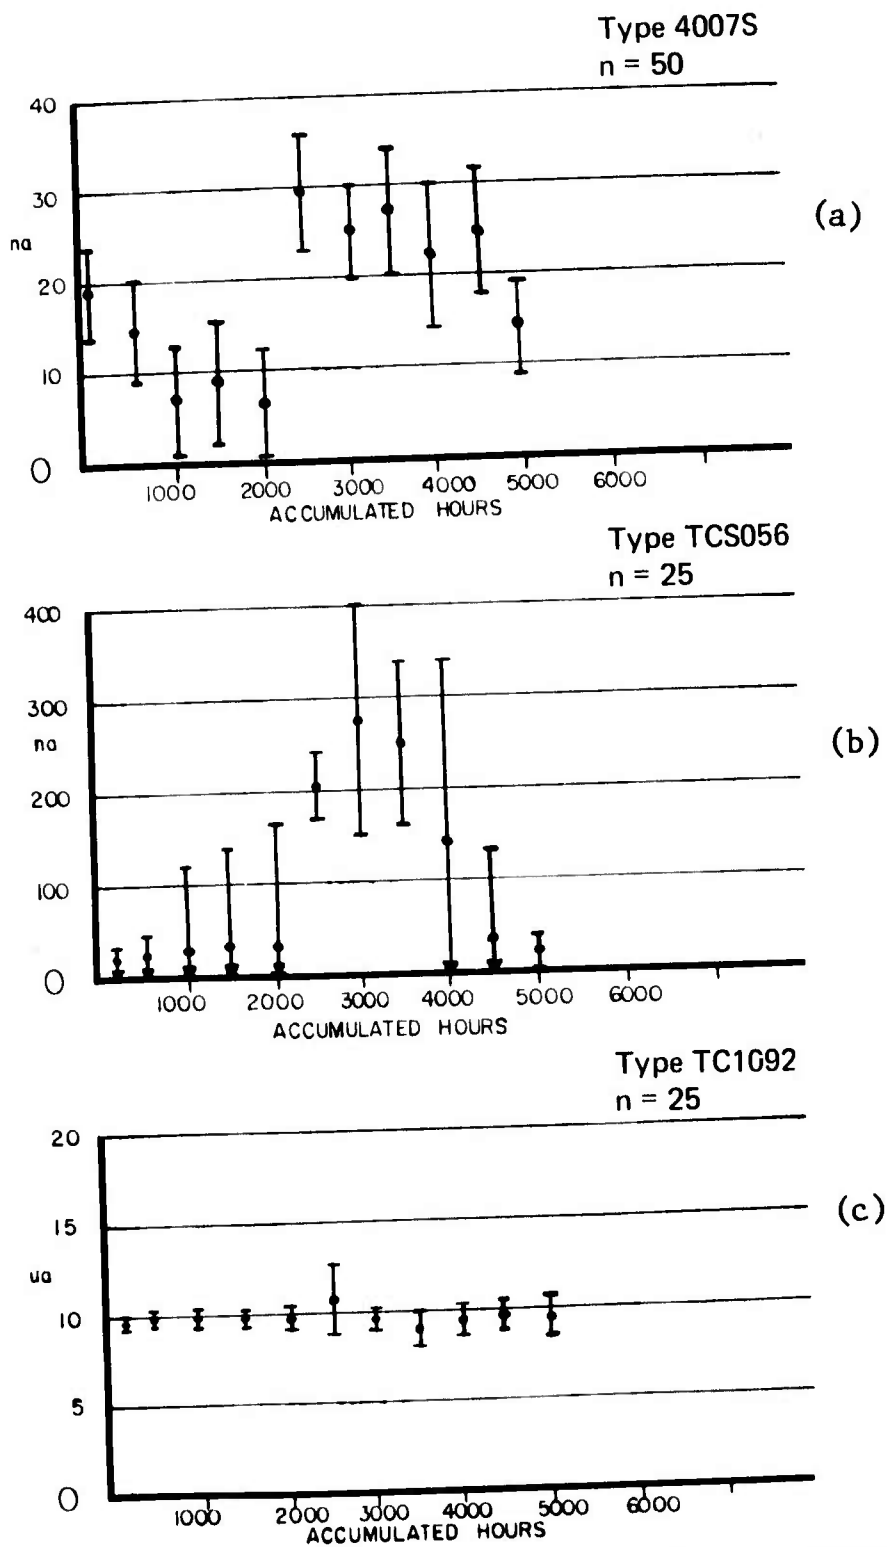 Type 4007S
n = 50
40
30
(a)
na
20
10
0
1000 2000 3000 4000 5000 6000
ACCUMULATED HOURS
Type TCS056
n = 25
400
300
na
(b)
200
100
0
1000 2000 3000 4000 5000 6000
ACCUMULATED HOURS
Type TC1G92
n = 25
20
15
(c)
ua
10
5
0
1000 2000 3000 4000 5000 6000
ACCUMULATED HOURS